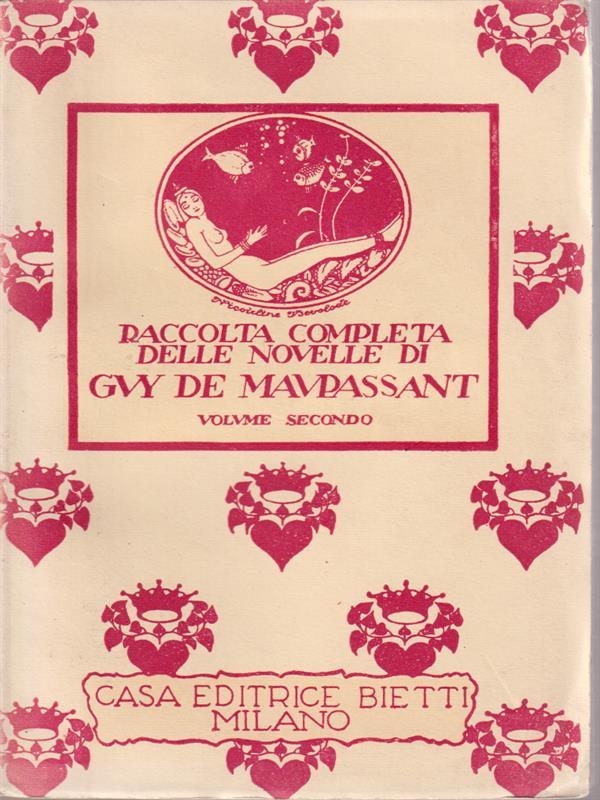 RACCOLTA COMPLETA
DELLE NOVELLE DI
GVY DE MAVPASSANT
VOLVME SECONDO
CASA EDITRICE BIETTI
MILANO